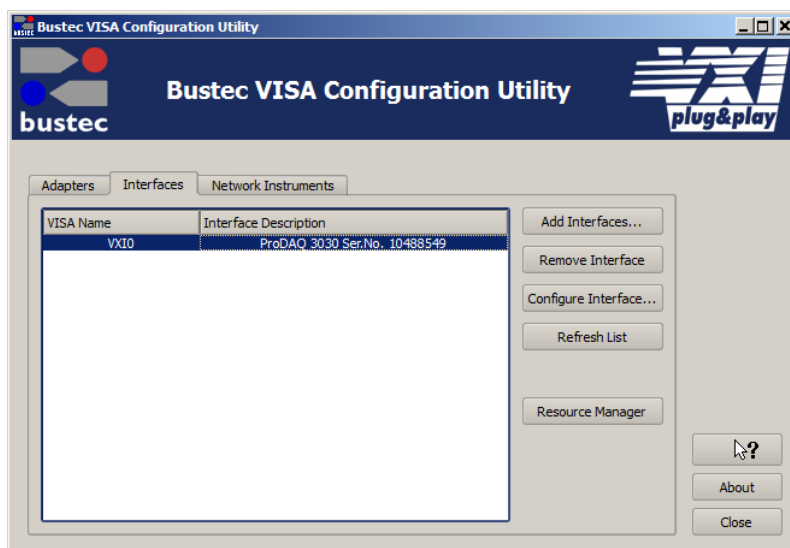 Bustec VISA Configuration Utility
Bustec VISA Configuration Utility
bustec
VXI
plug&play
Adapters Interfaces Network Instruments
VISA Name Interface Description
VXI0 ProDAQ 3030 Ser.No. 10488549
Add Interfaces...
Remove Interface
Configure Interface...
Refresh List
Resource Manager
?
About
Close